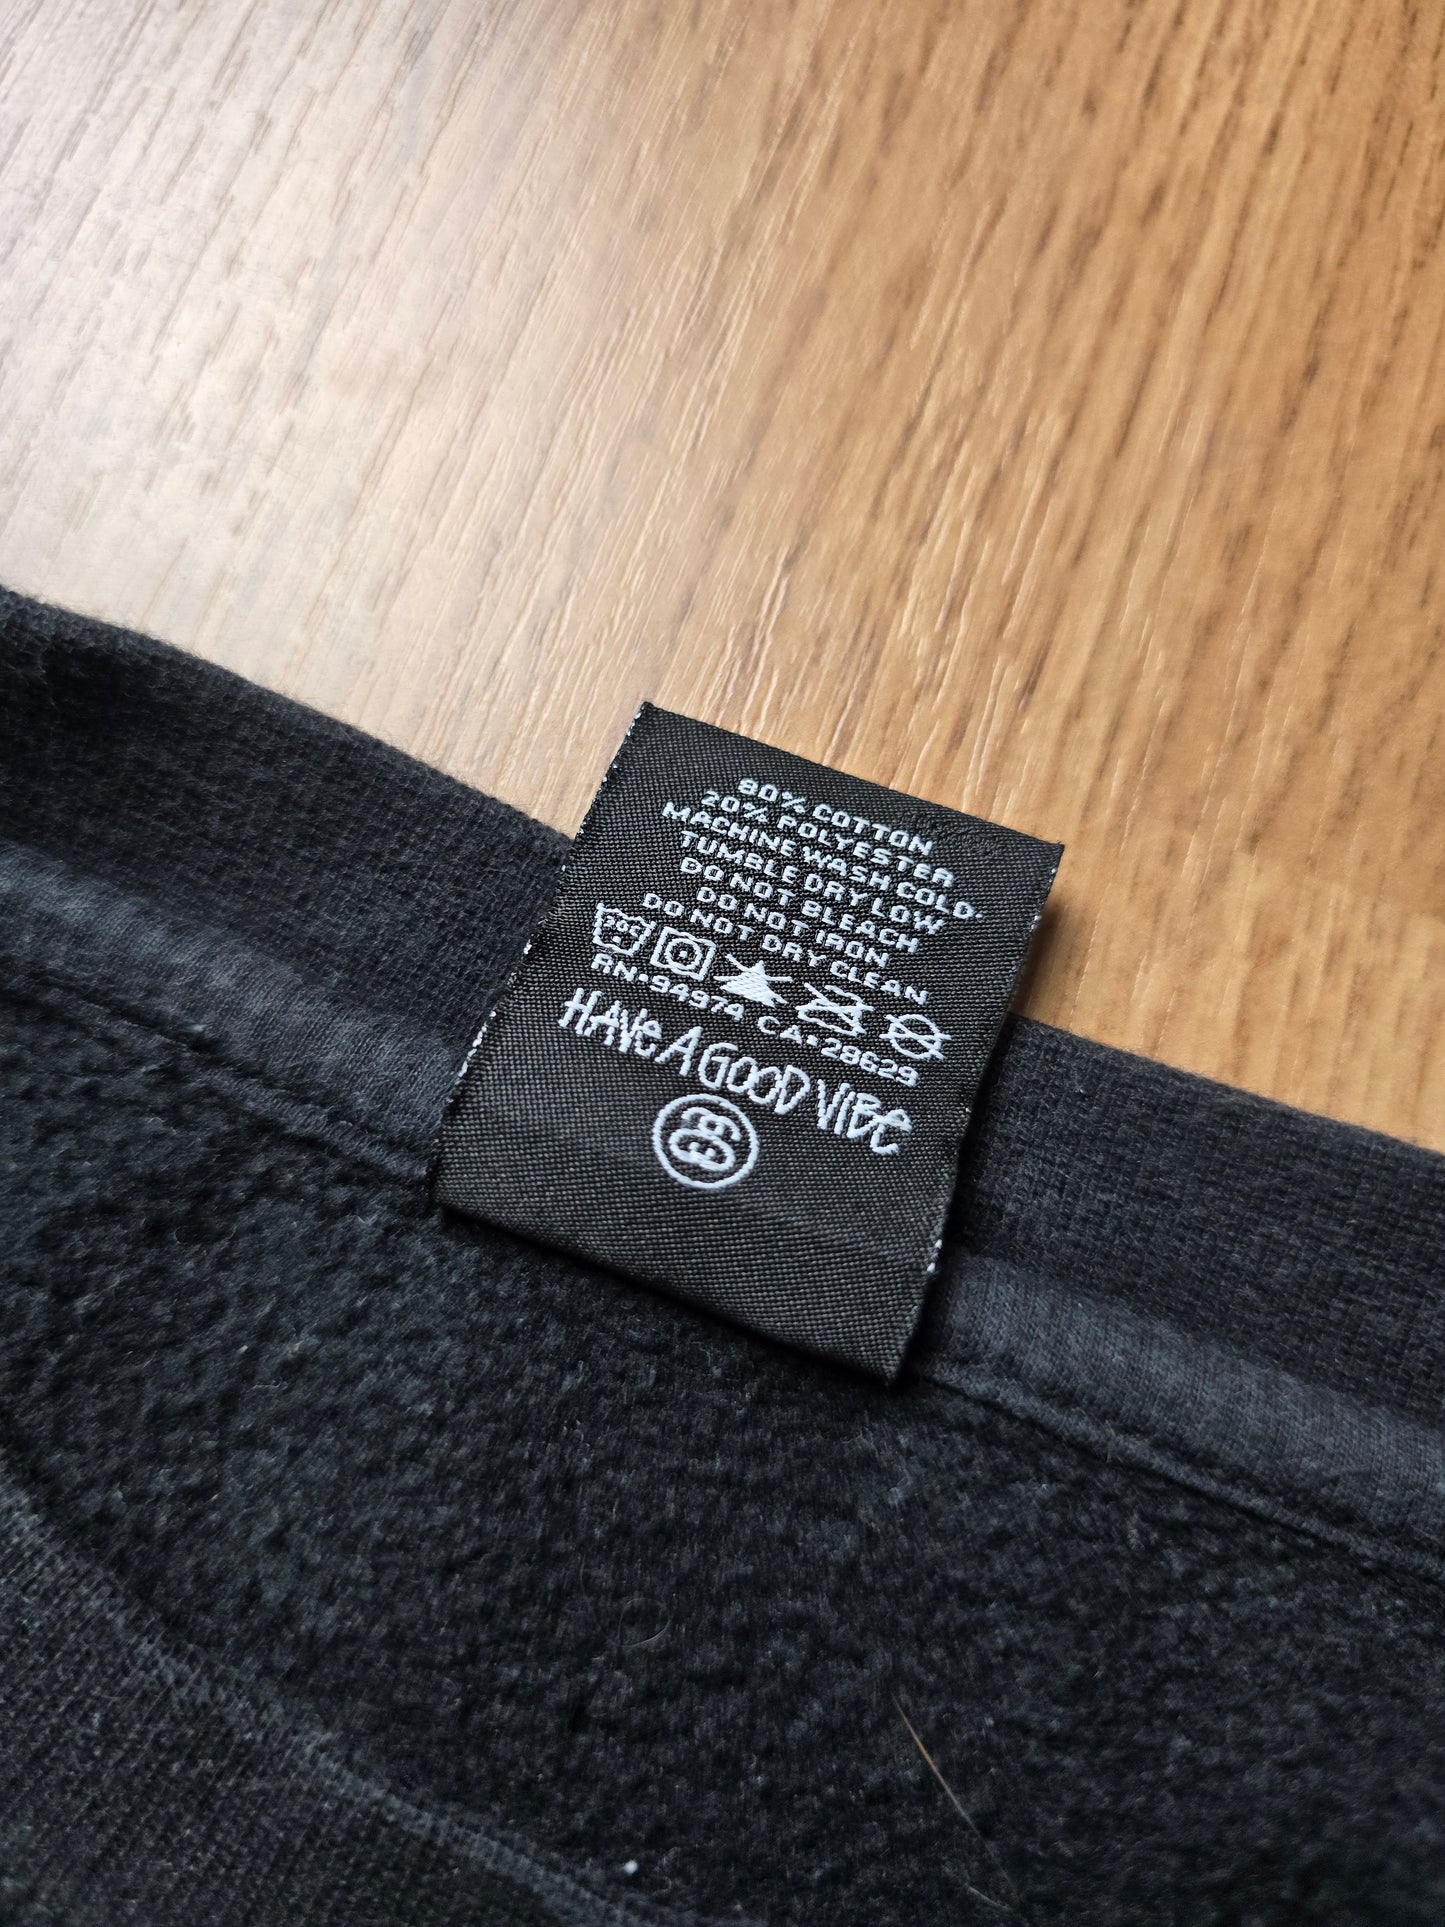 80% COTTON
20% POLYESTER
MACHINE WASH COLD
TUMBLE DRY LOW
DO NOT BLEACH
DO NOT IRON
DO NOT DRY CLEAN
RN•94974 CA•28629
HAVE A GOOD VIBE